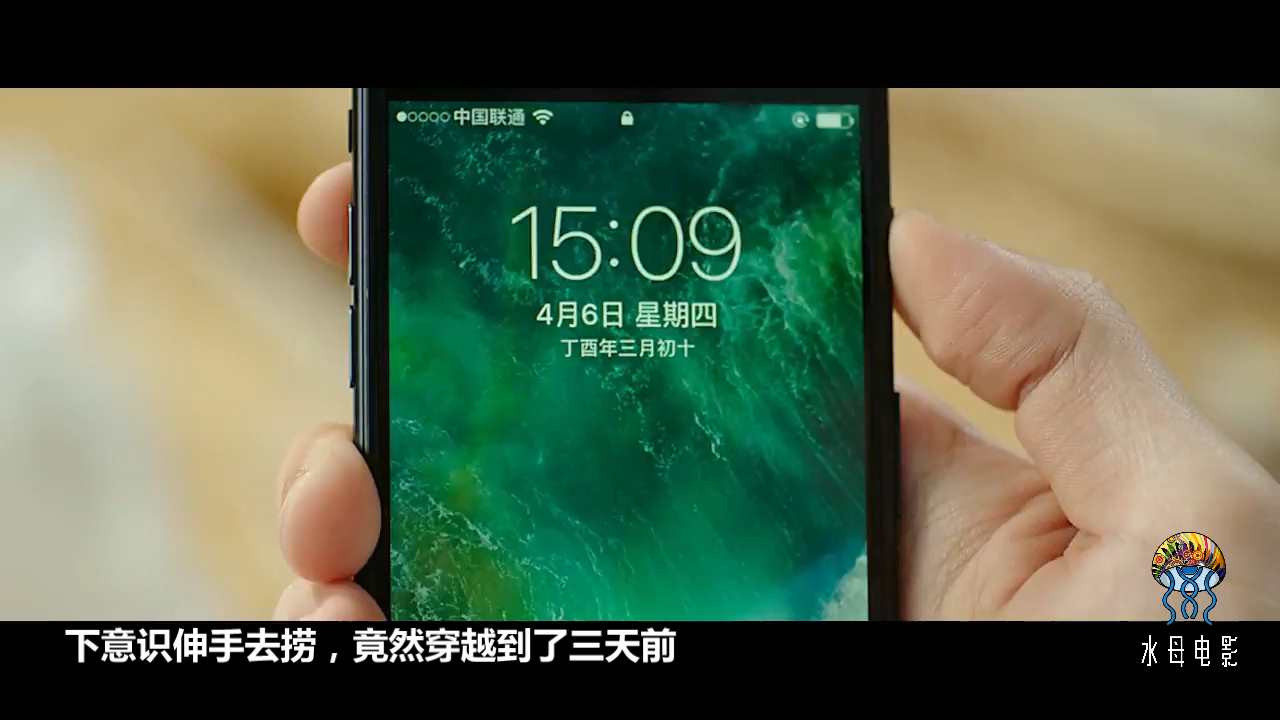 中国联通
15:09
4月6日 星期四
丁酉年三月初十
下意识伸手去捞，竟然穿越到了三天前
水母电影